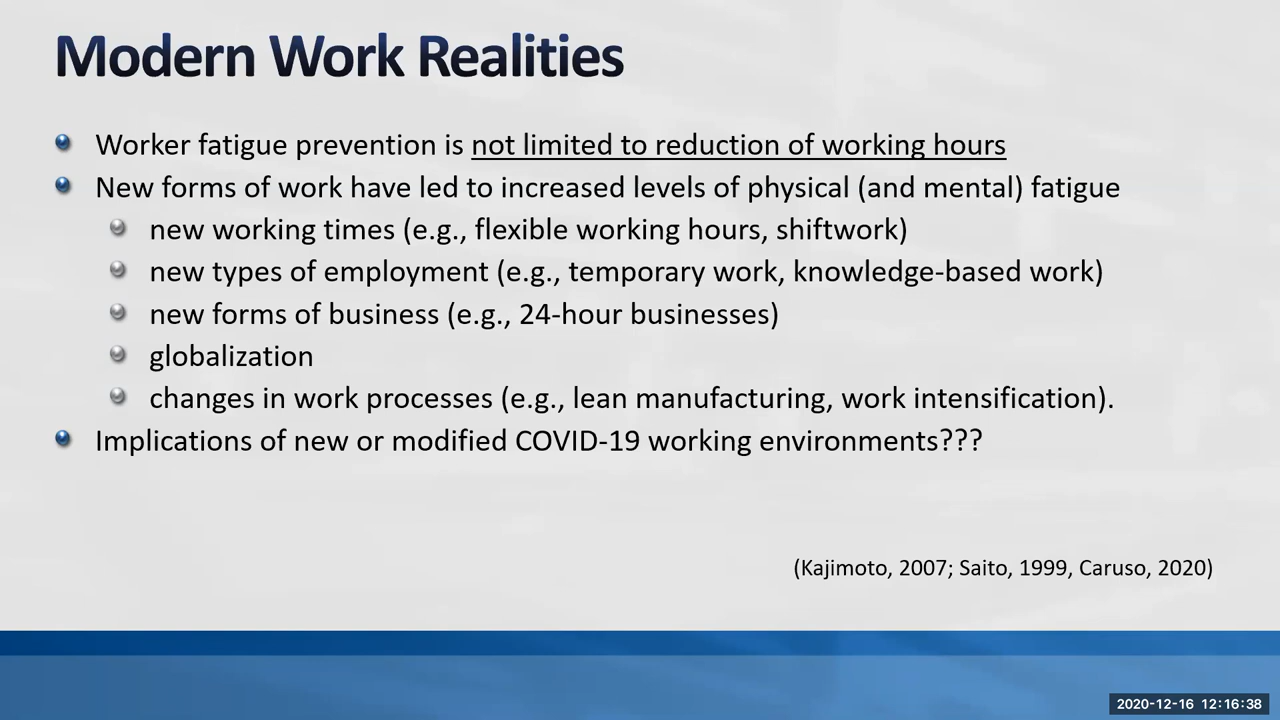 Modern Work Realities
Worker fatigue prevention is not limited to reduction of working hours
New forms of work have led to increased levels of physical (and mental) fatigue
new working times (e.g., flexible working hours, shiftwork)
new types of employment (e.g., temporary work, knowledge-based work)
new forms of business (e.g., 24-hour businesses)
globalization
changes in work processes (e.g., lean manufacturing, work intensification).
Implications of new or modified COVID-19 working environments???
(Kajimoto, 2007; Saito, 1999, Caruso, 2020)
2020-12-16 12:16:38